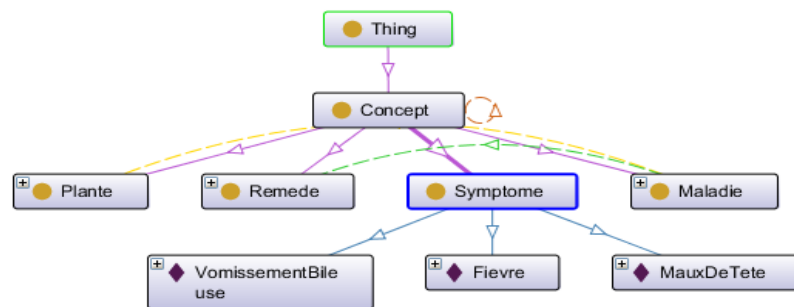 Thing
Concept
Plante
Remede
Symptome
Maladie
VomissementBile
use
Fievre
MauxDeTete